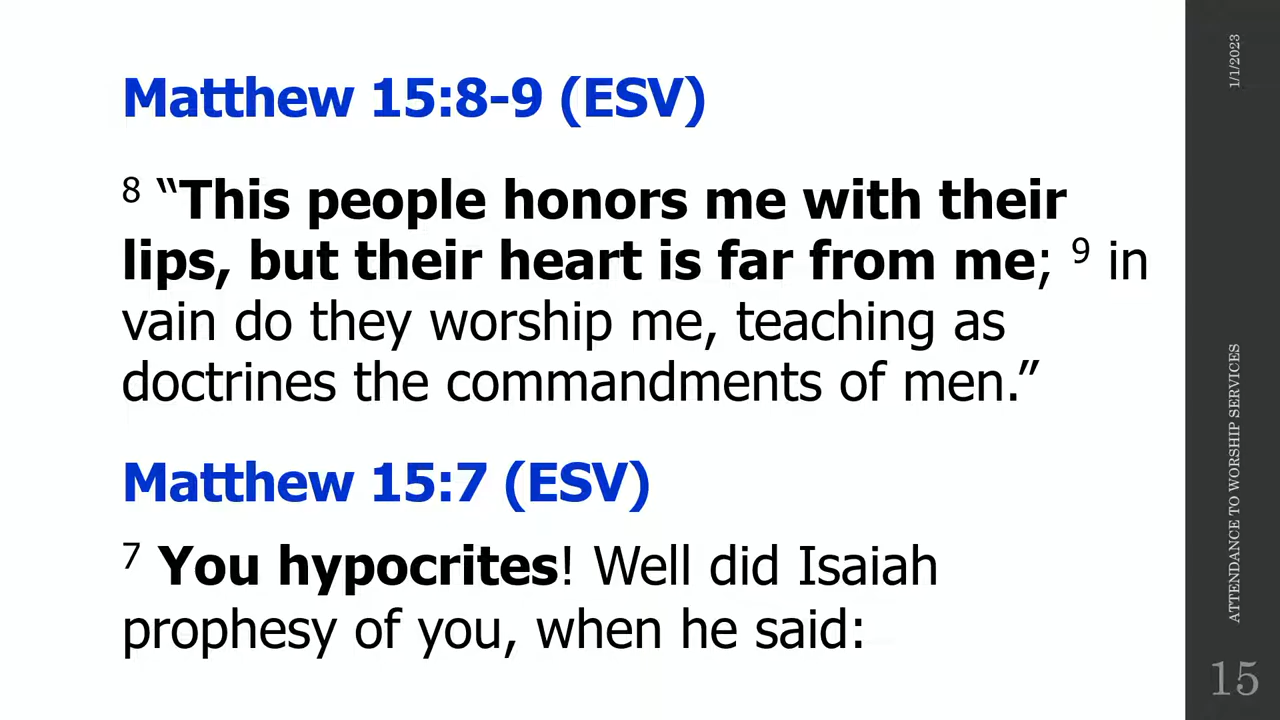 Matthew 15:8-9 (ESV)
8 “This people honors me with their
lips, but their heart is far from me; 9 in
vain do they worship me, teaching as
doctrines the commandments of men.”
Matthew 15:7 (ESV)
7 You hypocrites! Well did Isaiah
prophesy of you, when he said:
1/1/2023
ATTENDANCE TO WORSHIP SERVICES
15